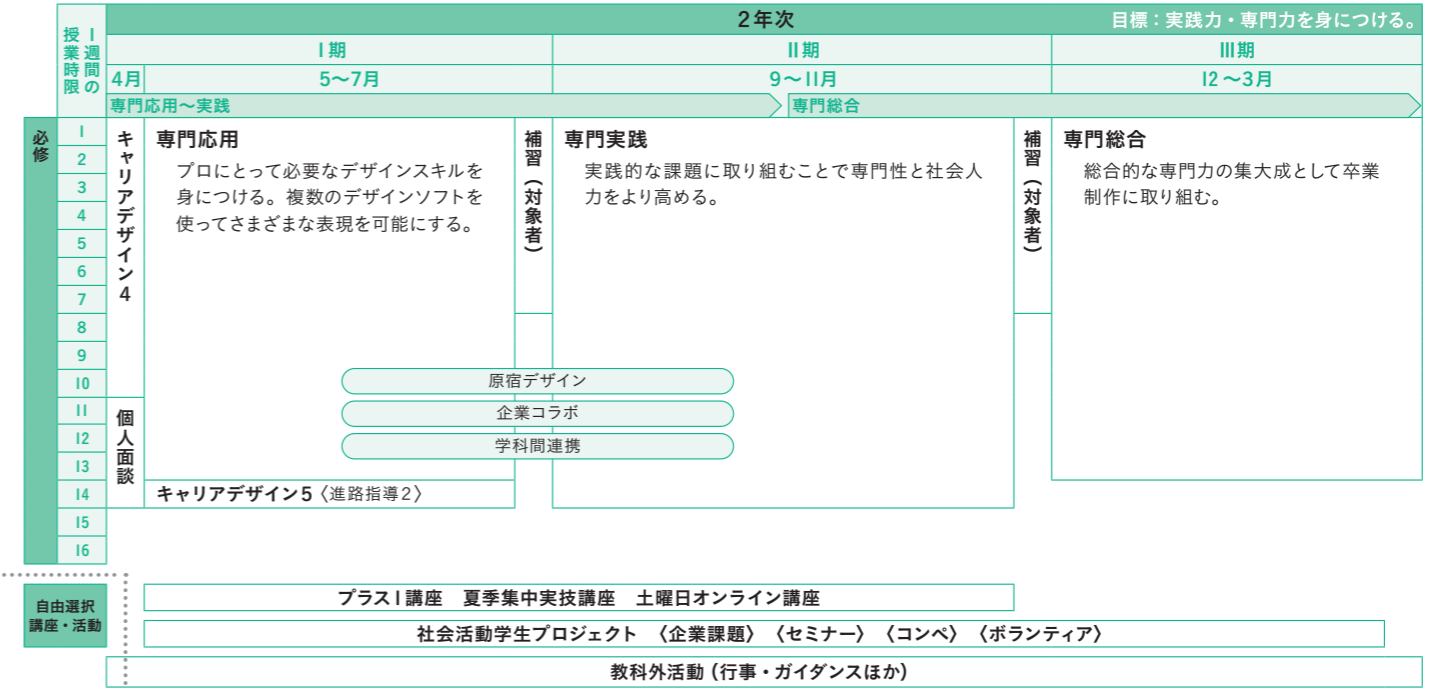 1週間の
授業時限
2年次
目標：実践力・専門力を身につける。
I期
II期
III期
4月
5〜7月
9〜11月
12〜3月
専門応用〜実践
専門総合
必修
1
2
3
4
5
6
7
8
9
10
11
12
13
14
15
16
キャリアデザイン4
個人面談
専門応用
プロにとって必要なデザインスキルを
身につける。複数のデザインソフトを
使ってさまざまな表現を可能にする。
キャリアデザイン5〈進路指導2〉
補習（対象者）
専門実践
実践的な課題に取り組むことで専門性と社会人
力をより高める。
補習（対象者）
専門総合
総合的な専門力の集大成として卒業
制作に取り組む。
原宿デザイン
企業コラボ
学科間連携
自由選択
講座・活動
プラス1講座　夏季集中実技講座　土曜日オンライン講座
社会活動学生プロジェクト　〈企業課題〉〈セミナー〉〈コンペ〉〈ボランティア〉
教科外活動（行事・ガイダンスほか）